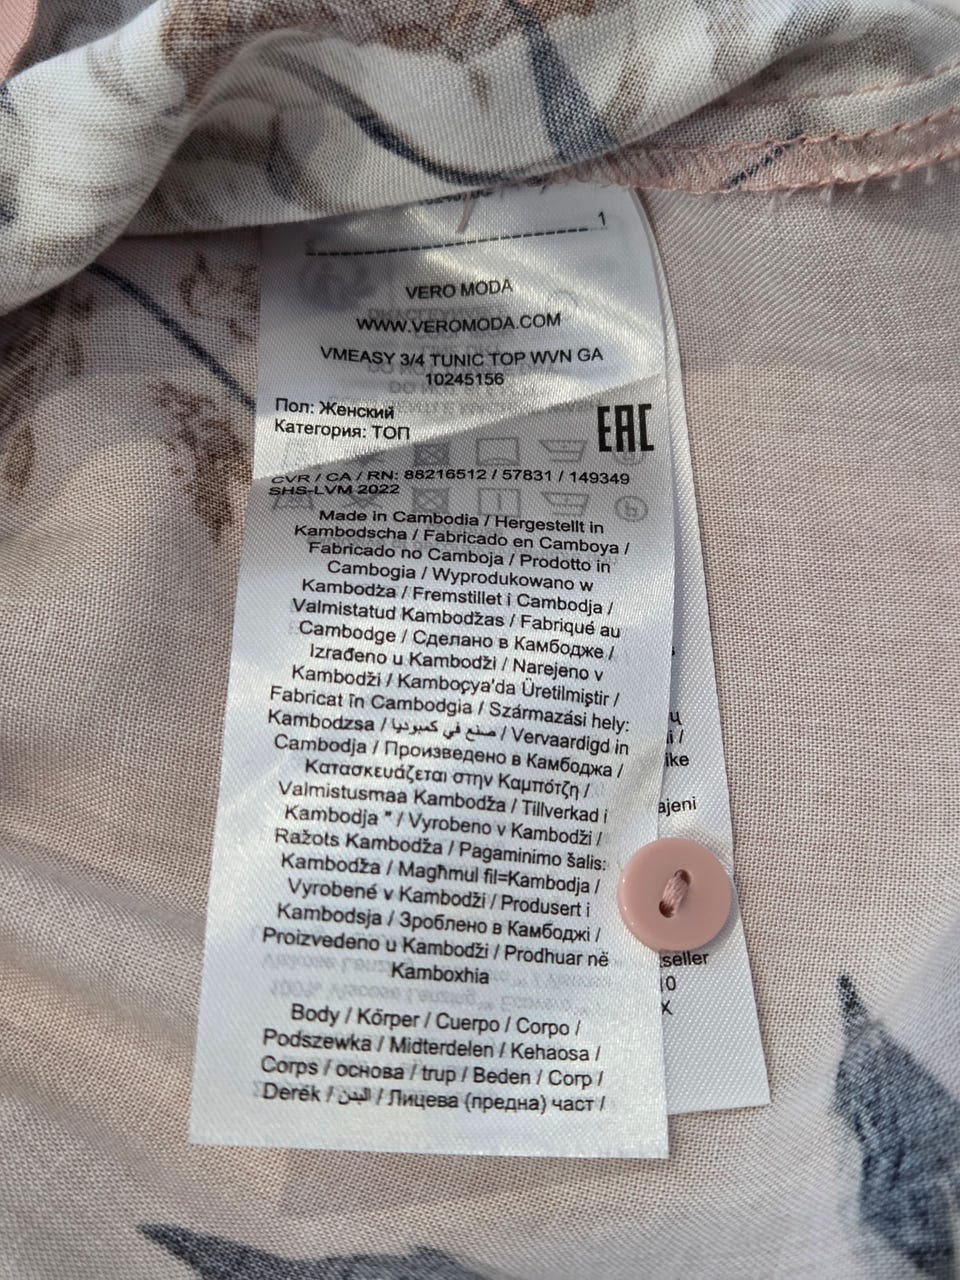 1
VERO MODA
WWW.VEROMODA.COM
VMEASY 3/4 TUNIC TOP WVN GA
10245156
Пол: Женский
Категория: ТОП
EAC
CVR / CA / RN: 88216512 / 57831 / 149349
SHS-LVM 2022
Made in Cambodia / Hergestellt in
Kambodscha / Fabricado en Camboya /
Fabricado no Camboja / Prodotto in
Cambogia / Wyprodukowano w
Kambodża / Fremstillet i Cambodja /
Valmistatud Kambodžas / Fabriqué au
Cambodge / Сделано в Камбодже /
Izrađeno u Kambodži / Narejeno v
Kambodži / Kamboçya'da Üretilmiştir /
Fabricat în Cambodgia / Származási hely:
Kambodzsa / صنع في كمبوديا / Vervaardigd in
Cambodja / Произведено в Камбоджа /
Κατασκευάζεται στην Καμπότζη /
Valmistusmaa Kambodža / Tillverkad i
Kambodja " / Vyrobeno v Kambodži /
Ražots Kambodža / Pagaminimo šalis:
Kambodža / Magħmul fil=Kambodja /
Vyrobené v Kambodži / Produsert i
Kambodsja / Зроблено в Камбоджі /
Proizvedeno u Kambodži / Prodhuar në
Kamboxhia
Body / Körper / Cuerpo / Corpo /
Podszewka / Midterdelen / Kehaosa /
Corps / основа / trup / Beden / Corp /
Derék / البدن / Лицева (предна) част /
ajeni